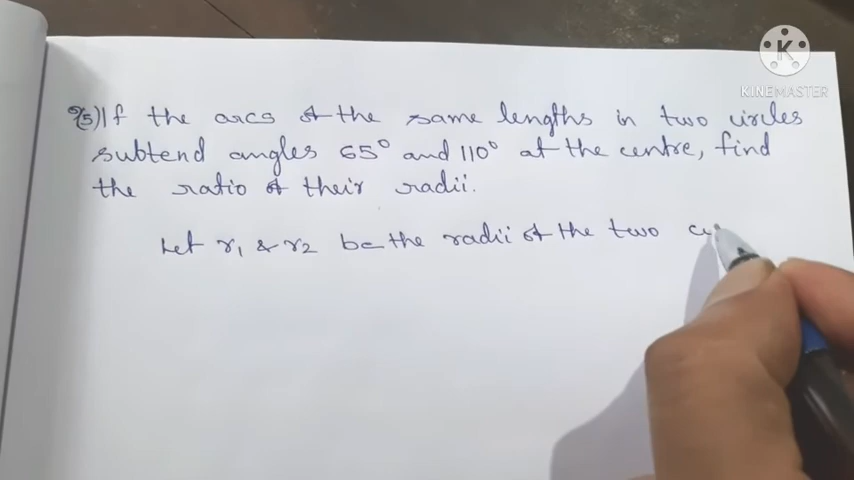 K
KINEMASTER
Q5) If the arcs of the same lengths in two circles
subtend angles 65° and 110° at the centre, find
the ratio of their radii.
Let r₁ & r₂ be the radii of the two